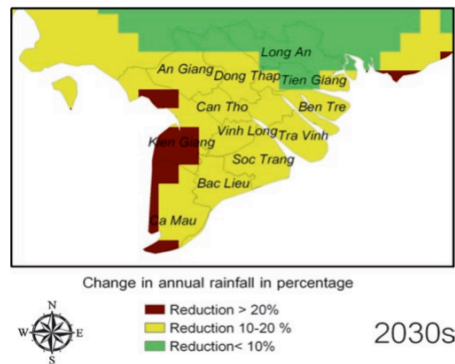 Long An
An Giang
Dong Thap
Tien Giang
Can Tho
Ben Tre
Kien Giang
Vinh Long
Tra Vinh
Soc Trang
Bac Lieu
Ca Mau
Change in annual rainfall in percentage
N
W
E
S
Reduction > 20%
Reduction 10-20 %
Reduction< 10%
2030s